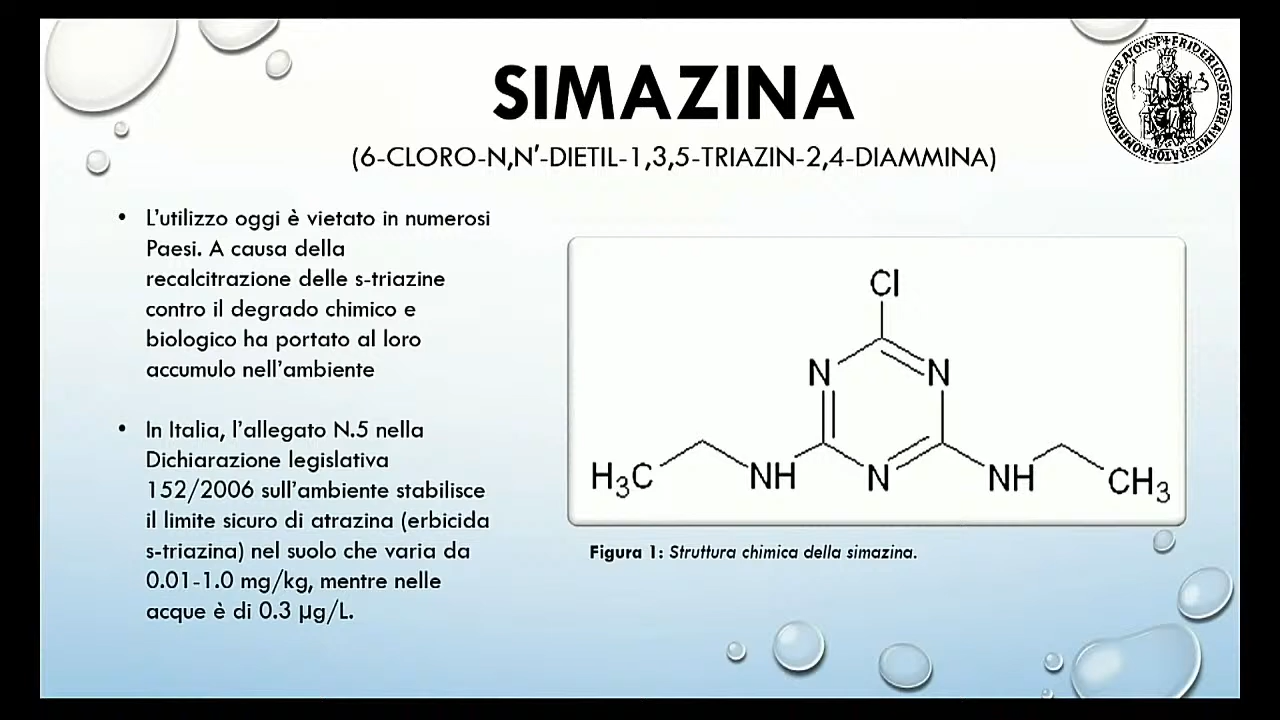 SIMAZINA
(6-CLORO-N,N′-DIETIL-1,3,5-TRIAZIN-2,4-DIAMMINA)
• L’utilizzo oggi è vietato in numerosi
Paesi. A causa della
recalcitrazione delle s-triazine
contro il degrado chimico e
biologico ha portato al loro
accumulo nell’ambiente
• In Italia, l’allegato N.5 nella
Dichiarazione legislativa
152/2006 sull’ambiente stabilisce
il limite sicuro di atrazina (erbicida
s-triazina) nel suolo che varia da
0.01-1.0 mg/kg, mentre nelle
acque è di 0.3 µg/L.
Cl
N N
H₃C NH N NH CH₃
Figura 1: Struttura chimica della simazina.